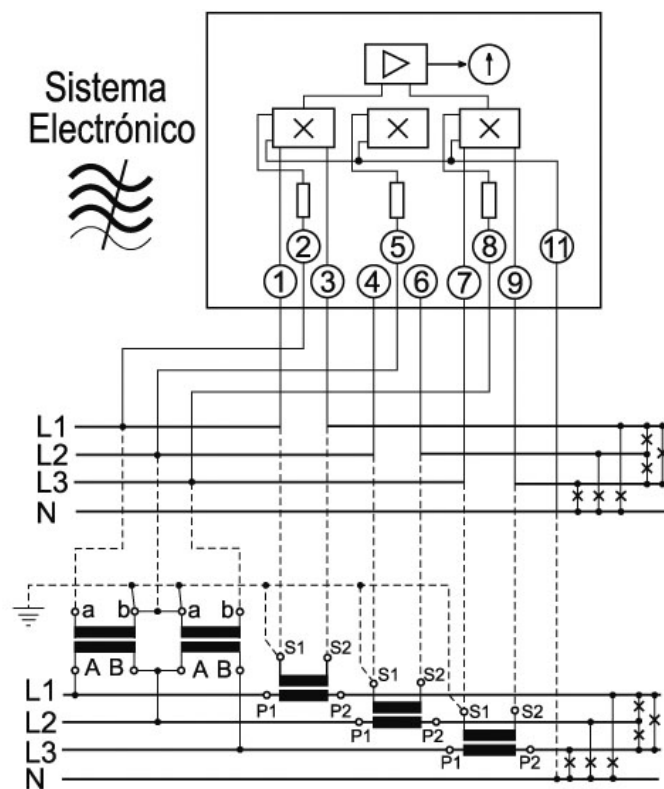 Sistema
Electrónico
2 5 8 11
1 3 4 6 7 9
L1
L2
L3
N
a b a b
A B A B
S1 S2
S1 S2
S1 S2
L1
P1 P2
L2
P1 P2
L3
P1 P2
N